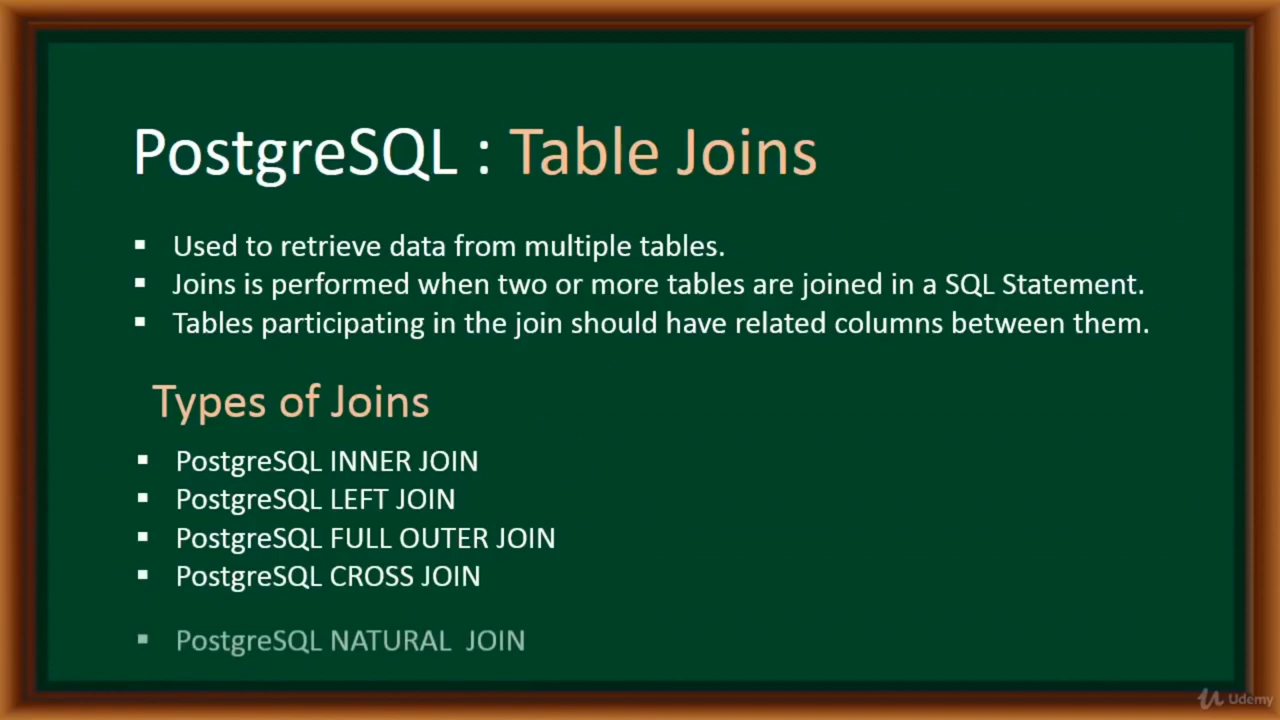 PostgreSQL : Table Joins
▪ Used to retrieve data from multiple tables.
▪ Joins is performed when two or more tables are joined in a SQL Statement.
▪ Tables participating in the join should have related columns between them.
Types of Joins
▪ PostgreSQL INNER JOIN
▪ PostgreSQL LEFT JOIN
▪ PostgreSQL FULL OUTER JOIN
▪ PostgreSQL CROSS JOIN
▪ PostgreSQL NATURAL JOIN
Udemy